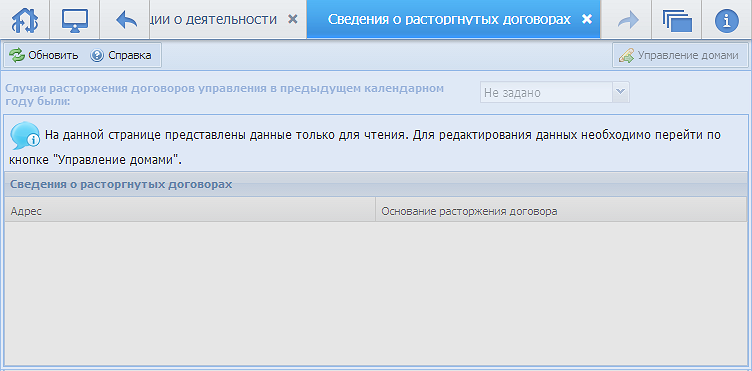 ции о деятельности
Сведения о расторгнутых договорах
Обновить
Справка
Управление домами
Случаи расторжения договоров управления в предыдущем календарном
году были:
Не задано
На данной странице представлены данные только для чтения. Для редактирования данных необходимо перейти по
кнопке "Управление домами".
Сведения о расторгнутых договорах
Адрес
Основание расторжения договора